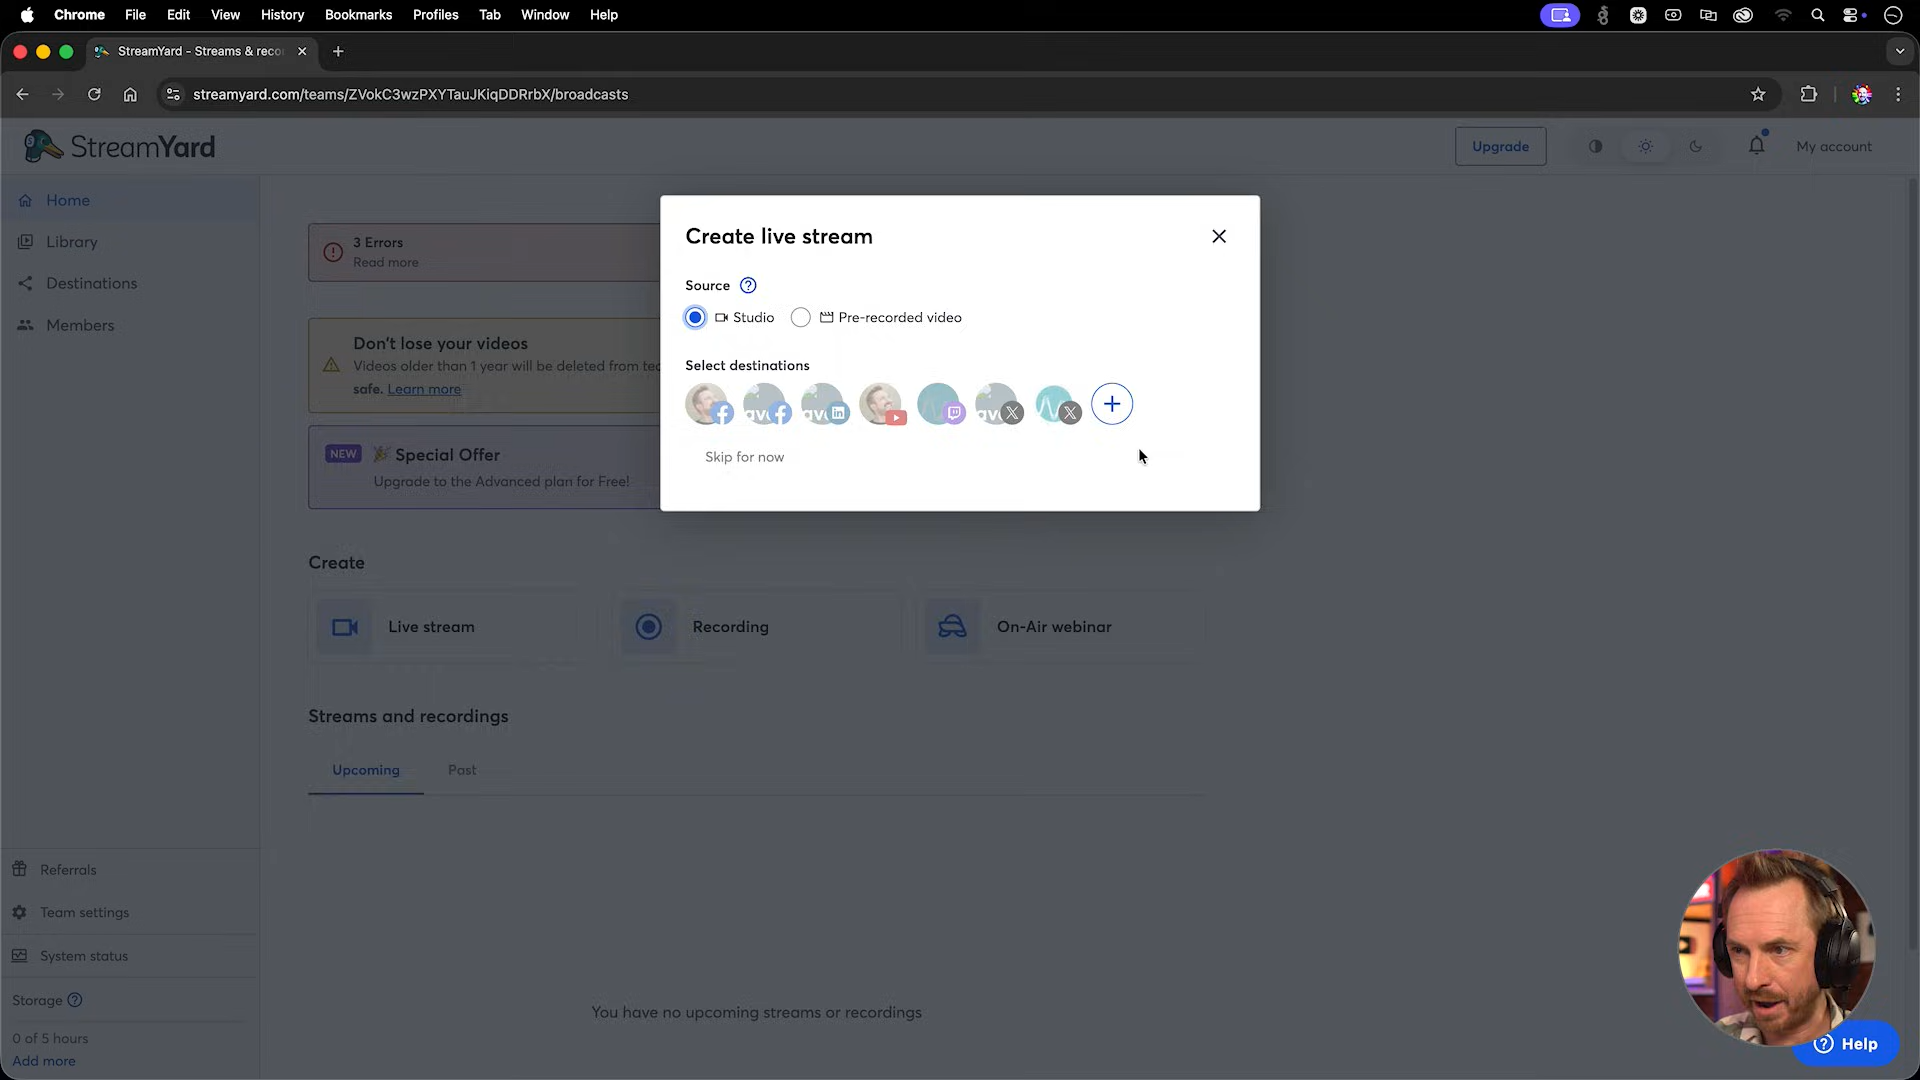 Chrome File Edit View History Bookmarks Profiles Tab Window Help
StreamYard - Streams & reco
streamyard.com/teams/ZVokC3wzPXYTauJKiqDDRrbX/broadcasts
StreamYard
Upgrade
My account
Home
Library
Destinations
Members
3 Errors
Read more
Don't lose your videos
Videos older than 1 year will be deleted from
safe. Learn more
NEW Special Offer
Upgrade to the Advanced plan for Free!
Create live stream
Source
Studio Pre-recorded video
Select destinations
Skip for now
Create
Live stream
Recording
On-Air webinar
Streams and recordings
Upcoming Past
You have no upcoming streams or recordings
Referrals
Team settings
System status
Storage
0 of 5 hours
Add more
Help